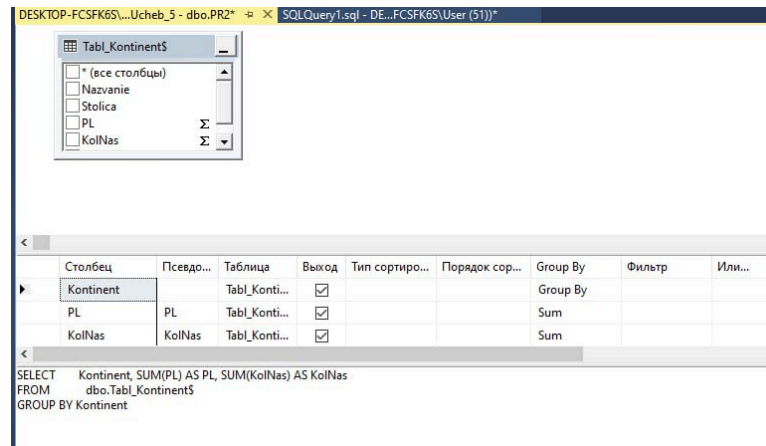 DESKTOP-FCSFK6S\...Ucheb_5 - dbo.PR2* SQLQuery1.sql - DE...FCSFK6S\User (51))*
Tabl_Kontinent$
* (все столбцы)
Nazvanie
Stolica
PL Σ
KolNas Σ
Столбец Псевдо... Таблица Выход Тип сортиро... Порядок сор... Group By Фильтр Или...
Kontinent Tabl_Konti... Group By
PL PL Tabl_Konti... Sum
KolNas KolNas Tabl_Konti... Sum
SELECT Kontinent, SUM(PL) AS PL, SUM(KolNas) AS KolNas
FROM dbo.Tabl_Kontinent$
GROUP BY Kontinent